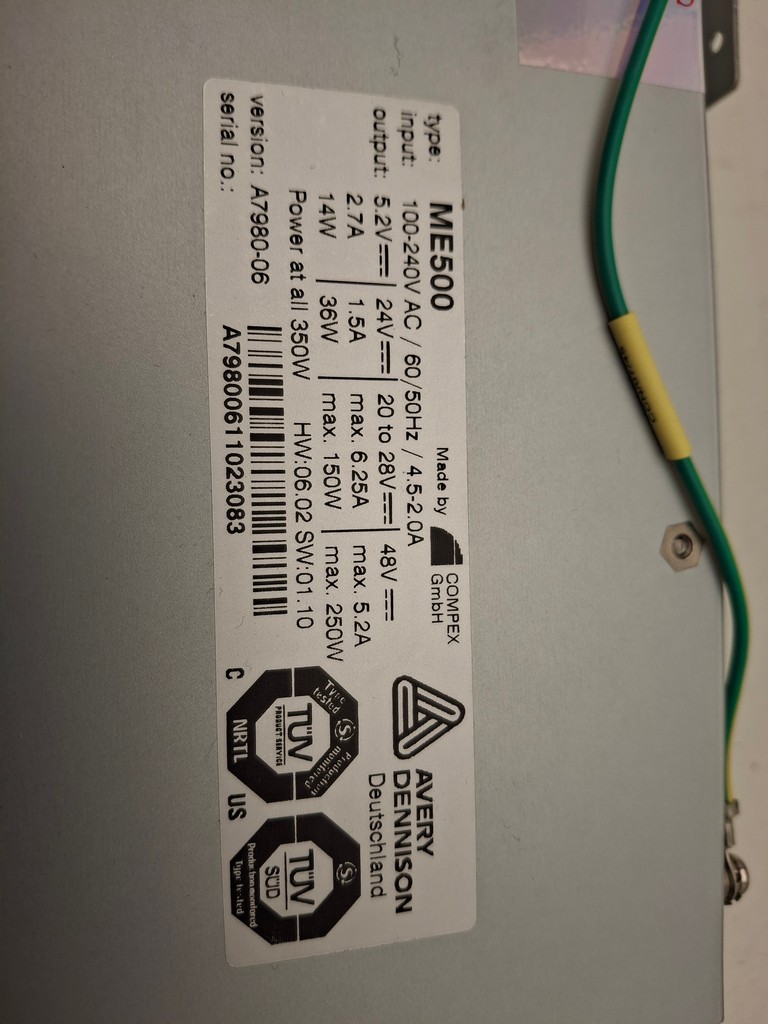 type: ME500
Made by COMPEX GmbH
AVERY DENNISON
Deutschland
input: 100-240V AC / 60/50Hz / 4.5-2.0A
output: 5.2V⎓ | 24V⎓ | 20 to 28V⎓ | 48V ⎓
2.7A | 1.5A | max. 6.25A | max. 5.2A
14W | 36W | max. 150W | max. 250W
Power at all 350W HW:06.02 SW:01.10
version: A7980-06
serial no.:
A79800611023083
Type tested
Production monitored
TÜV
PRODUCT SERVICE
C NRTL US
TÜV
SÜD
Production monitored
Type tested